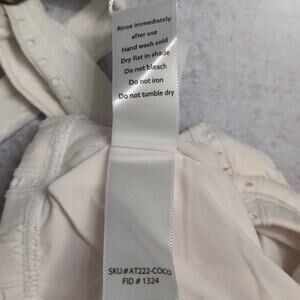 Rinse immediately
after use
Hand wash cold
Dry flat in shade
Do not bleach
Do not iron
Do not tumble dry
SKU#AT222-COCO
FID # 1324